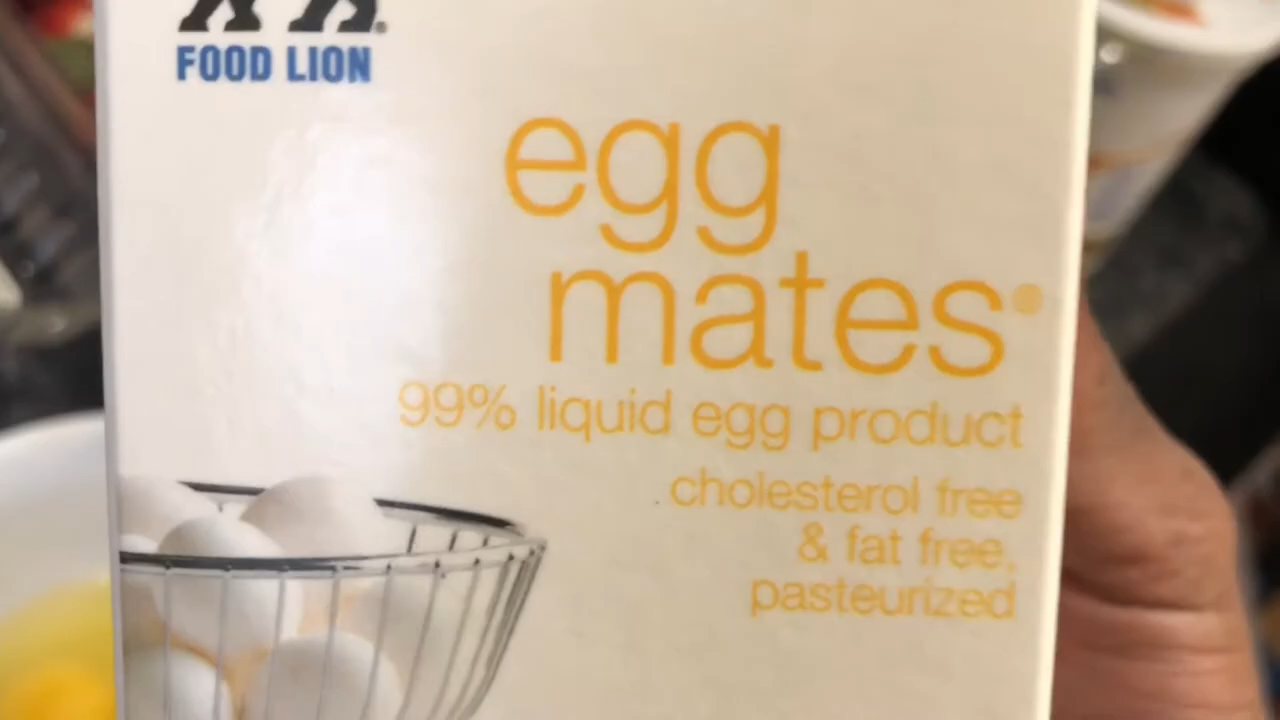 FOOD LION
egg
mates®
99% liquid egg product
cholesterol free
& fat free,
pasteurized